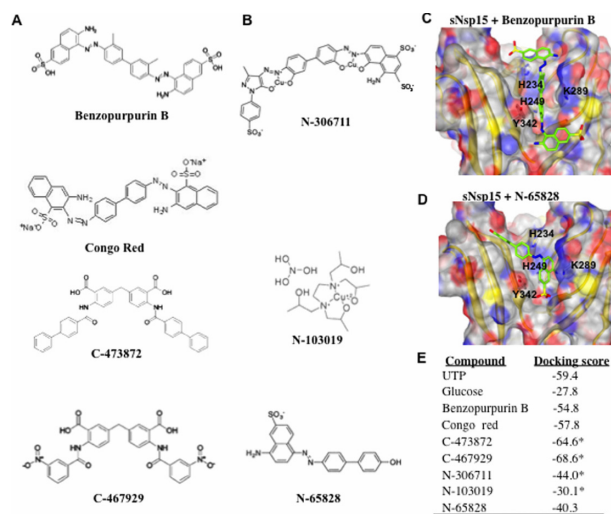 A
B
C
sNsp15 + Benzopurpurin B
H234
H249
K289
Y342
Benzopurpurin B
N-306711
D
sNsp15 + N-65828
H234
H249
K289
Y342
Congo Red
C-473872
N-103019
E
Compound Docking score
UTP -59.4
Glucose -27.8
Benzopurpurin B -54.8
Congo red -57.8
C-473872 -64.6*
C-467929 -68.6*
N-306711 -44.0*
N-103019 -30.1*
N-65828 -40.3
C-467929
N-65828